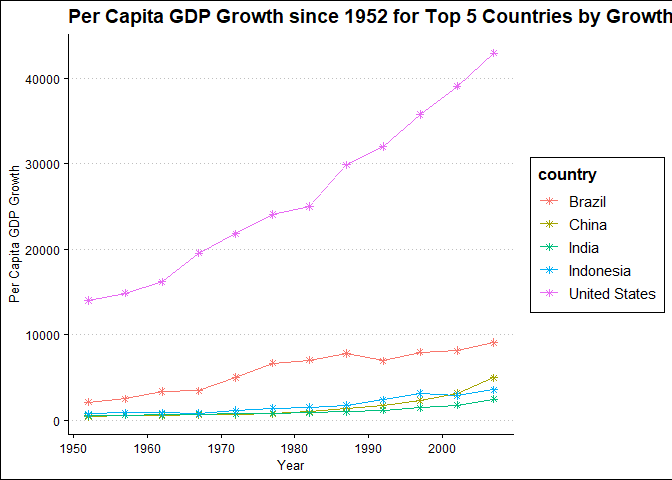 Per Capita GDP Growth since 1952 for Top 5 Countries by Growth
40000
30000
20000
10000
0
Per Capita GDP Growth
1950 1960 1970 1980 1990 2000
Year
country
Brazil
China
India
Indonesia
United States